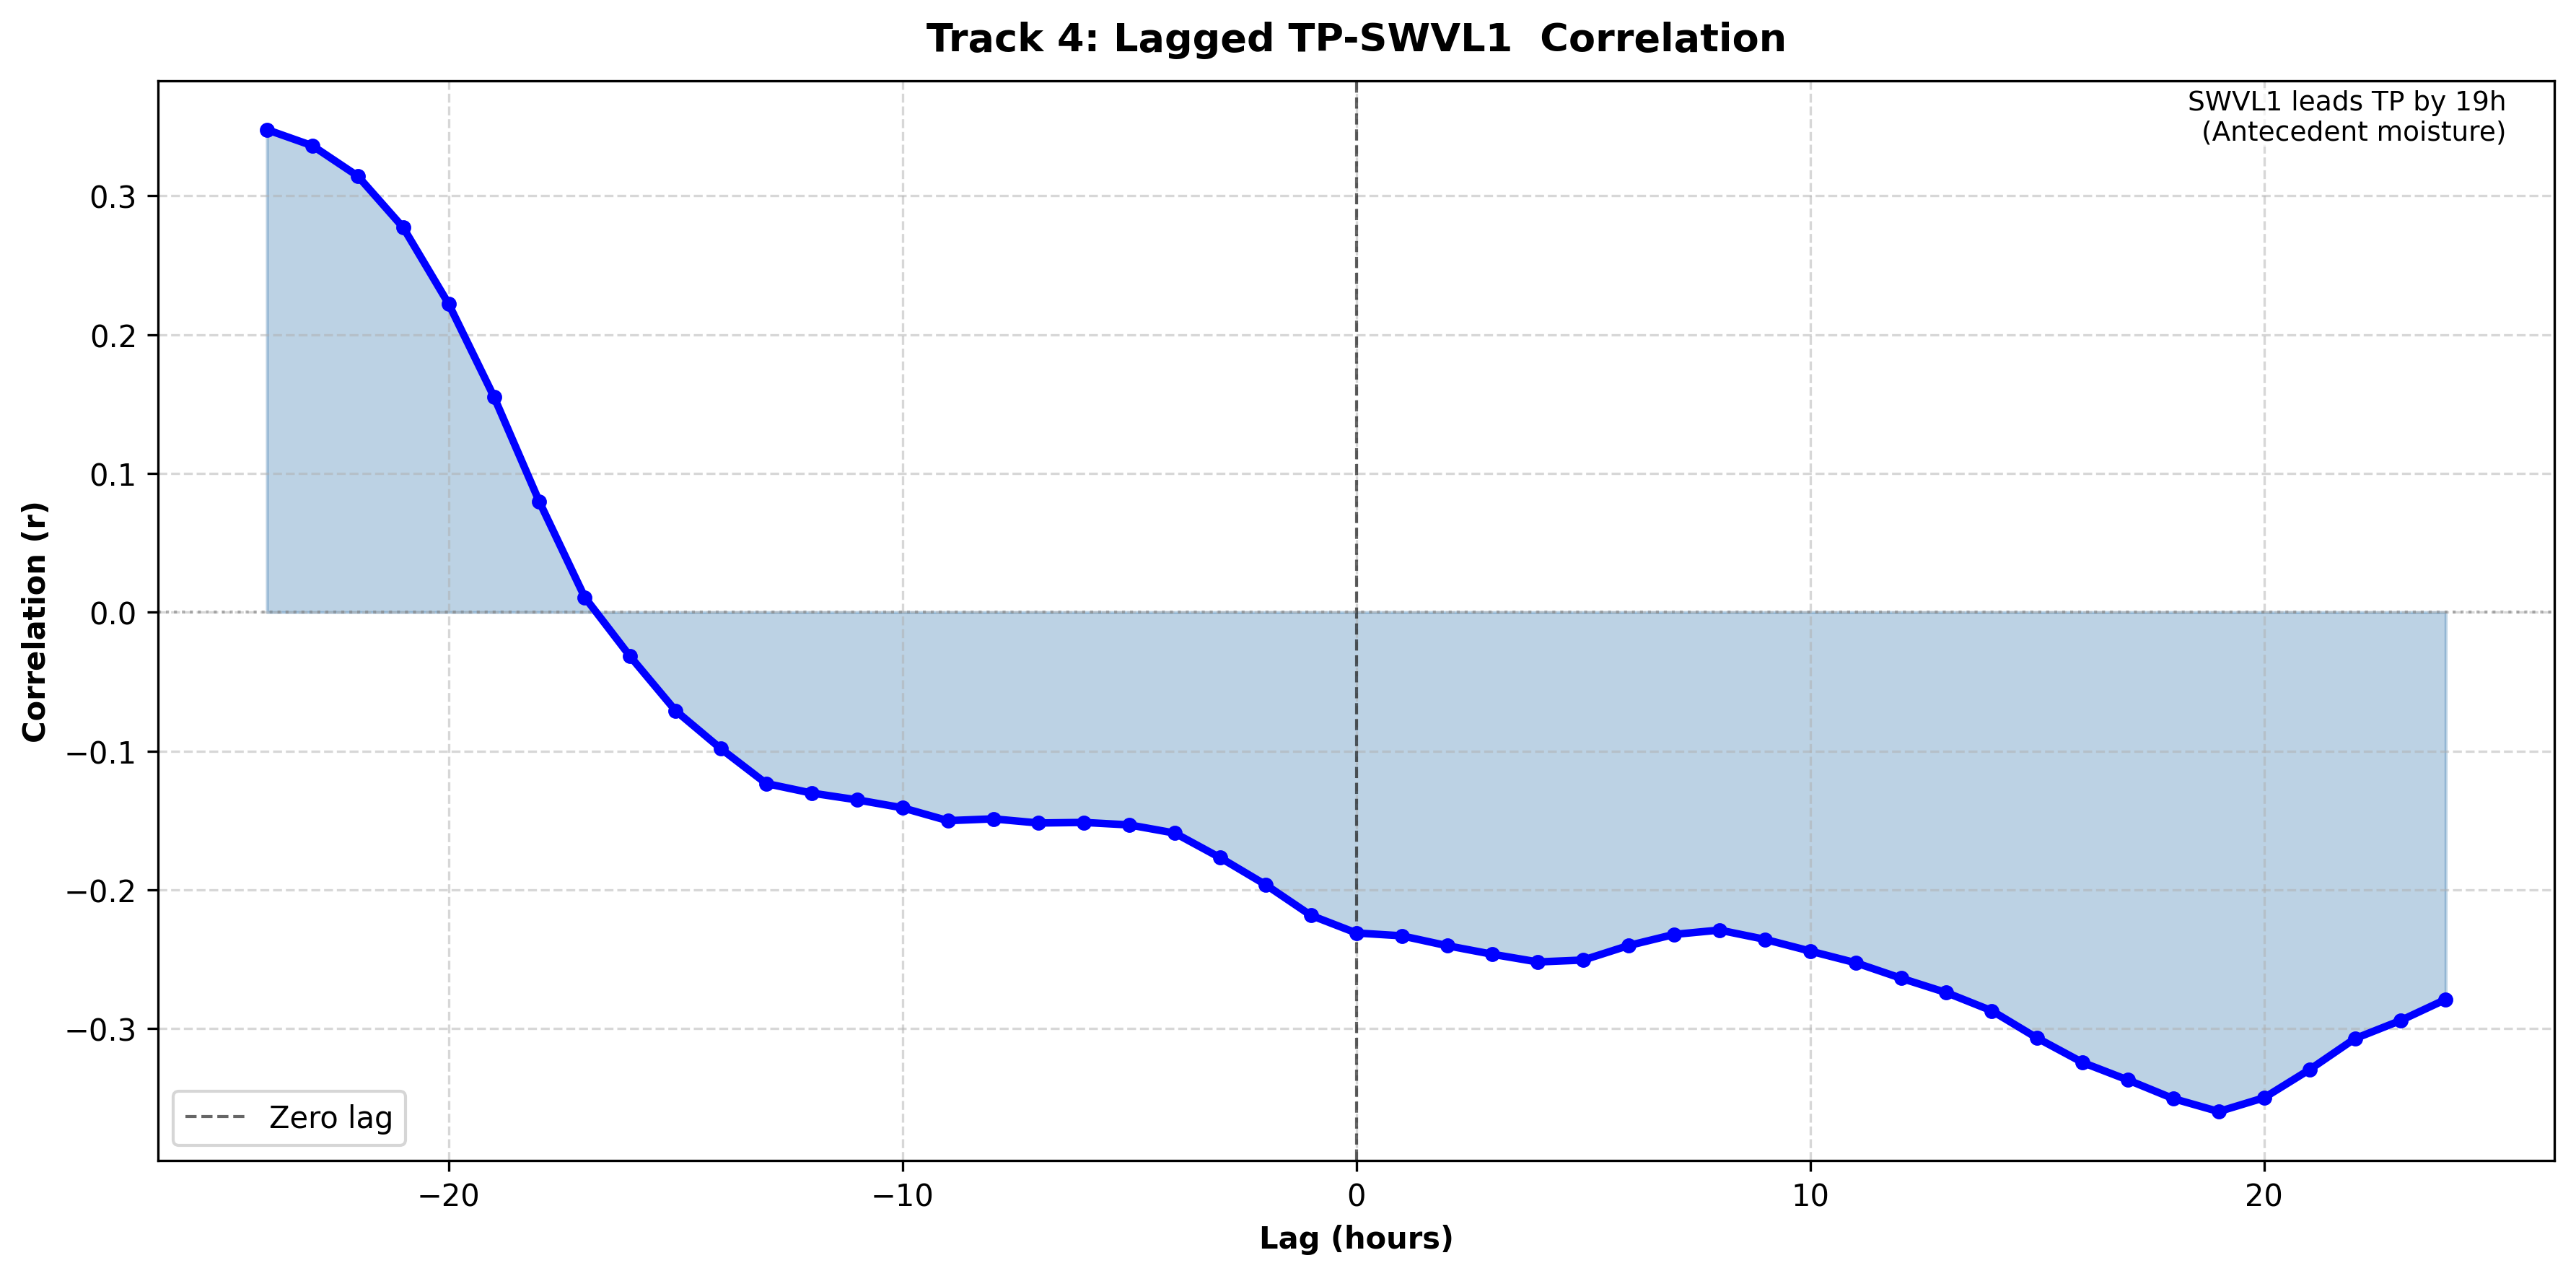 Track 4: Lagged TP-SWVL1  Correlation
SWVL1 leads TP by 19h
(Antecedent moisture)
Correlation (r)
0.3
0.2
0.1
0.0
−0.1
−0.2
−0.3
Zero lag
−20
−10
0
10
20
Lag (hours)